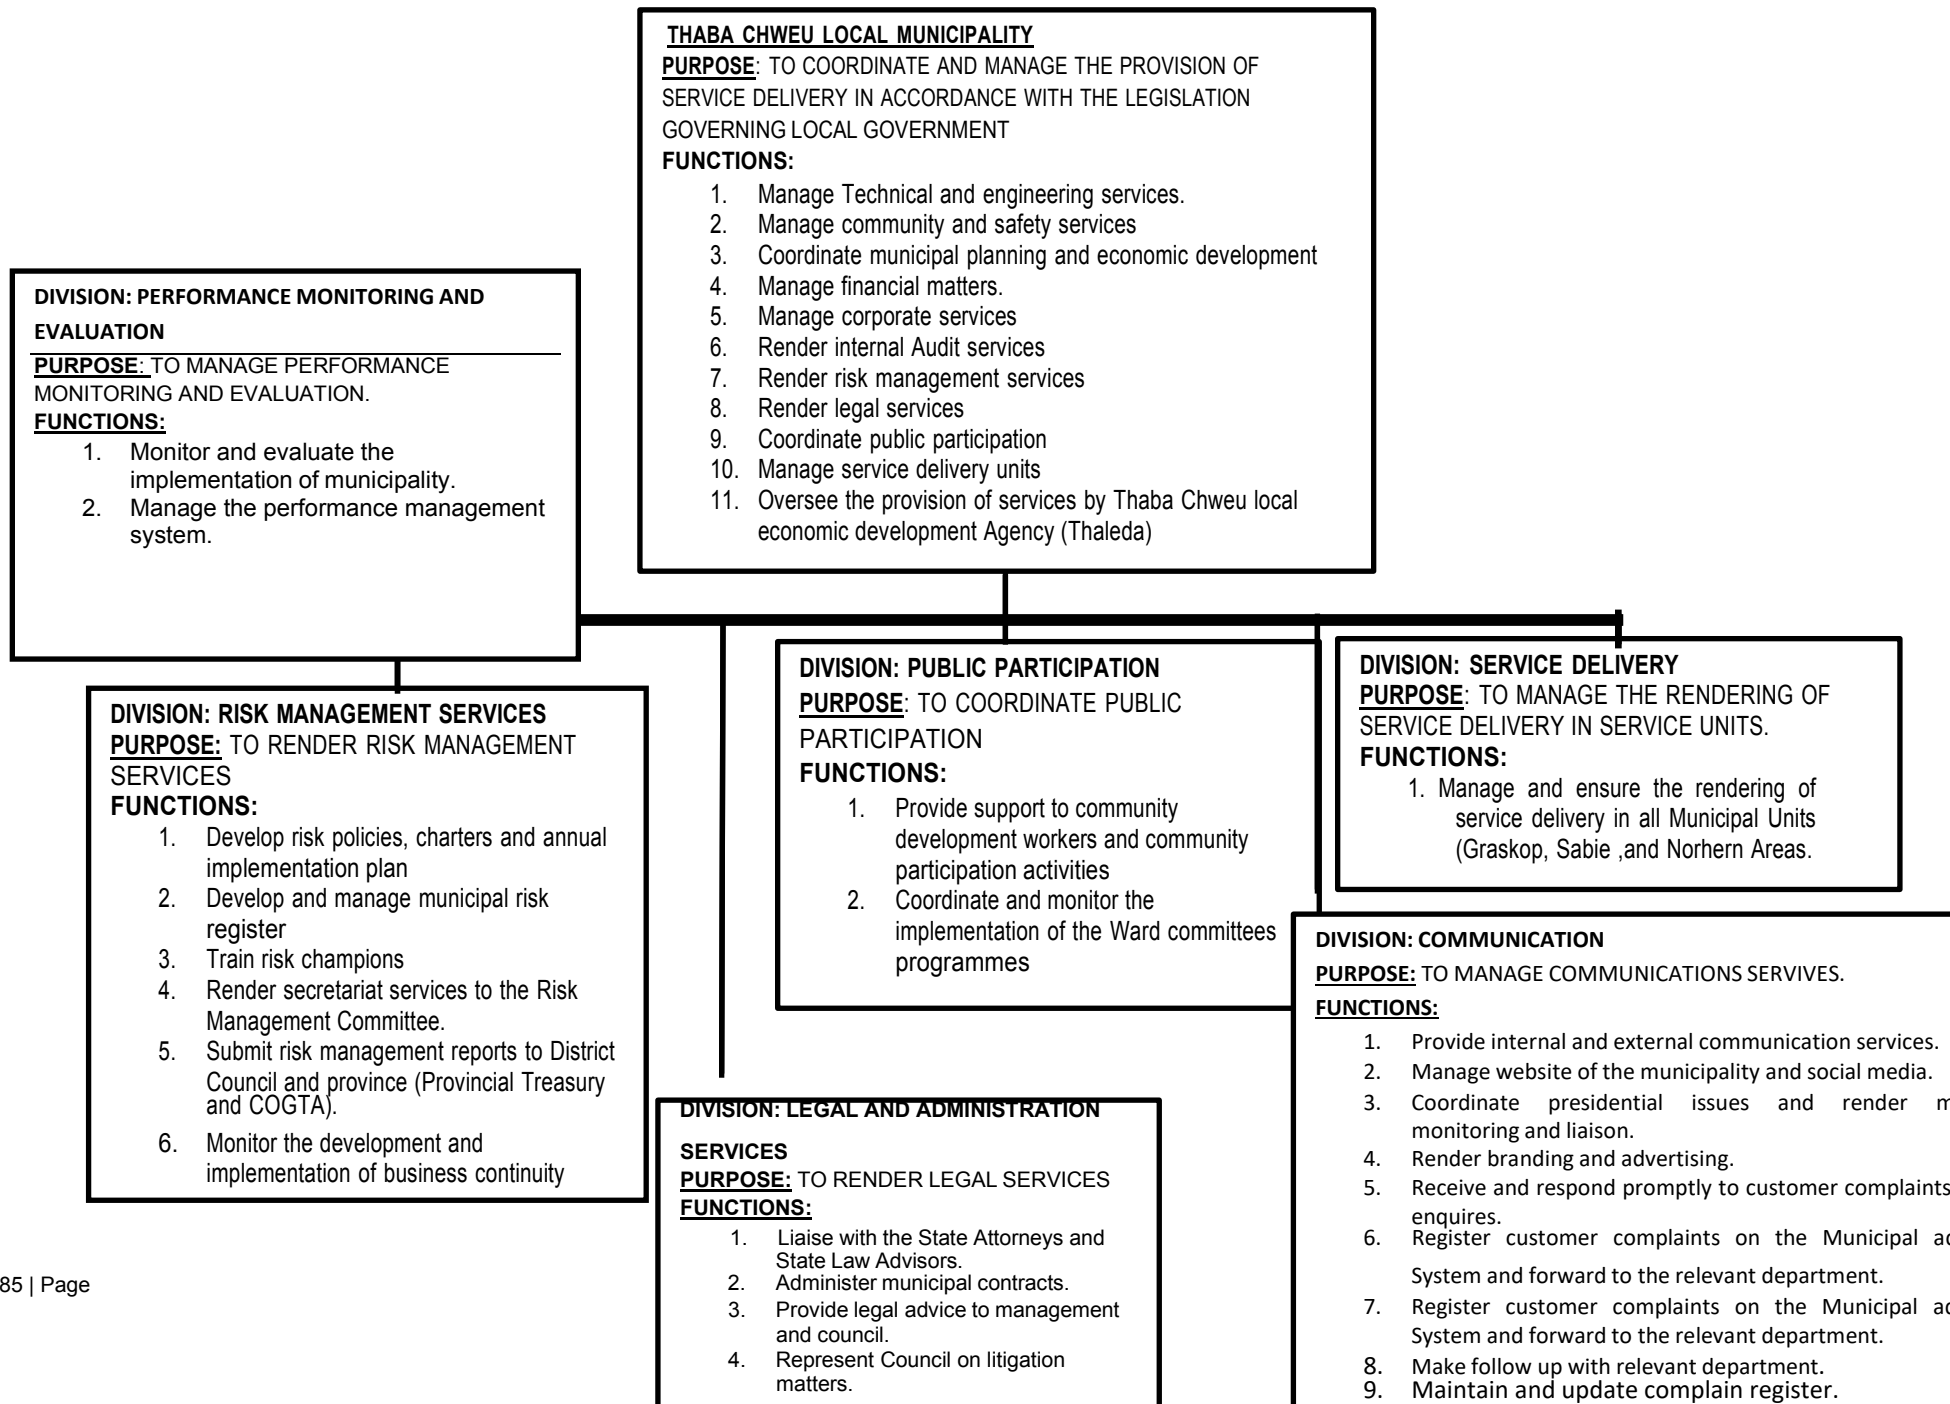 THABA CHWEU LOCAL MUNICIPALITY
PURPOSE: TO COORDINATE AND MANAGE THE PROVISION OF
SERVICE DELIVERY IN ACCORDANCE WITH THE LEGISLATION
GOVERNING LOCAL GOVERNMENT
FUNCTIONS:
1. Manage Technical and engineering services.
2. Manage community and safety services
3. Coordinate municipal planning and economic development
4. Manage financial matters.
5. Manage corporate services
6. Render internal Audit services
7. Render risk management services
8. Render legal services
9. Coordinate public participation
10. Manage service delivery units
11. Oversee the provision of services by Thaba Chweu local
economic development Agency (Thaleda)
DIVISION: PERFORMANCE MONITORING AND
EVALUATION
PURPOSE: TO MANAGE PERFORMANCE
MONITORING AND EVALUATION.
FUNCTIONS:
1. Monitor and evaluate the
implementation of municipality.
2. Manage the performance management
system.
DIVISION: RISK MANAGEMENT SERVICES
PURPOSE: TO RENDER RISK MANAGEMENT
SERVICES
FUNCTIONS:
1. Develop risk policies, charters and annual
implementation plan
2. Develop and manage municipal risk
register
3. Train risk champions
4. Render secretariat services to the Risk
Management Committee.
5. Submit risk management reports to District
Council and province (Provincial Treasury
and COGTA).
6. Monitor the development and
implementation of business continuity
DIVISION: PUBLIC PARTICIPATION
PURPOSE: TO COORDINATE PUBLIC
PARTICIPATION
FUNCTIONS:
1. Provide support to community
development workers and community
participation activities
2. Coordinate and monitor the
implementation of the Ward committees
programmes
DIVISION: SERVICE DELIVERY
PURPOSE: TO MANAGE THE RENDERING OF
SERVICE DELIVERY IN SERVICE UNITS.
FUNCTIONS:
1. Manage and ensure the rendering of
service delivery in all Municipal Units
(Graskop, Sabie ,and Norhern Areas.
DIVISION: LEGAL AND ADMINISTRATION
SERVICES
PURPOSE: TO RENDER LEGAL SERVICES
FUNCTIONS:
1. Liaise with the State Attorneys and
State Law Advisors.
2. Administer municipal contracts.
3. Provide legal advice to management
and council.
4. Represent Council on litigation
matters.
DIVISION: COMMUNICATION
PURPOSE: TO MANAGE COMMUNICATIONS SERVIVES.
FUNCTIONS:
1. Provide internal and external communication services.
2. Manage website of the municipality and social media.
3. Coordinate presidential issues and render
monitoring and liaison.
4. Render branding and advertising.
5. Receive and respond promptly to customer complaints
enquires.
6. Register customer complaints on the Municipal
System and forward to the relevant department.
7. Register customer complaints on the Municipal
System and forward to the relevant department.
8. Make follow up with relevant department.
9. Maintain and update complain register.
85 | Page